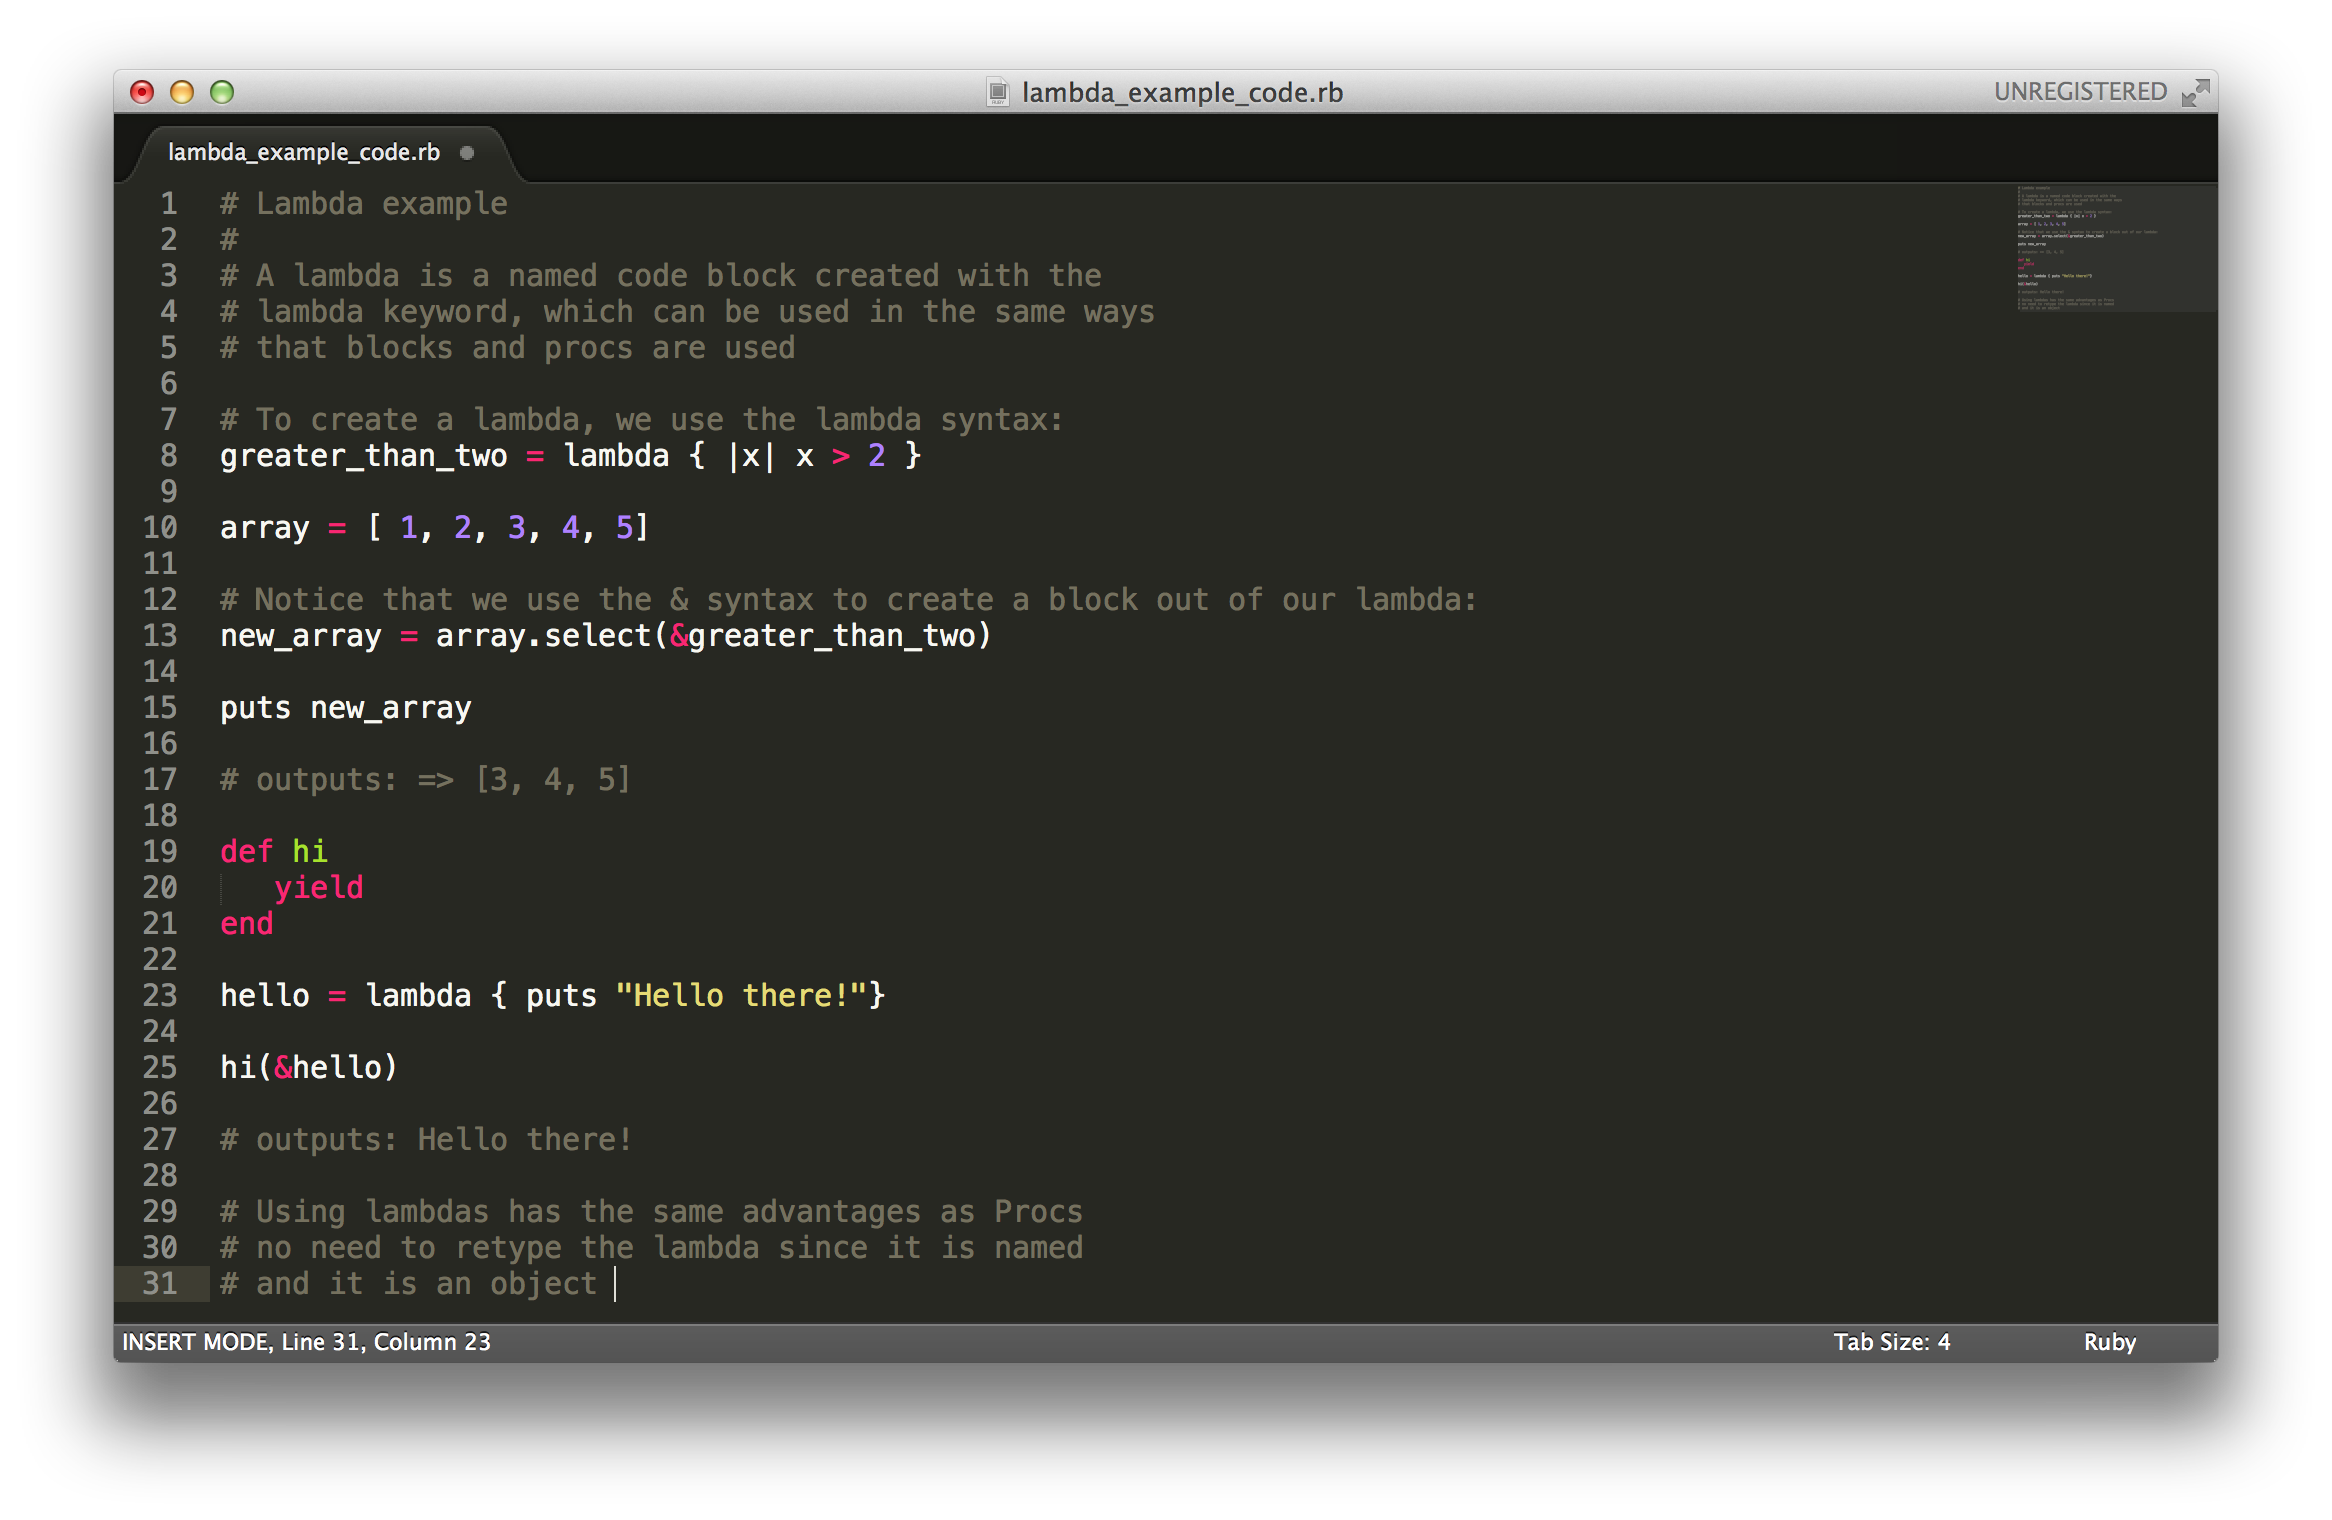 lambda_example_code.rb
UNREGISTERED
lambda_example_code.rb
1 # Lambda example
2 #
3 # A lambda is a named code block created with the
4 # lambda keyword, which can be used in the same ways
5 # that blocks and procs are used
6
7 # To create a lambda, we use the lambda syntax:
8 greater_than_two = lambda { |x| x > 2 }
9
10 array = [ 1, 2, 3, 4, 5]
11
12 # Notice that we use the & syntax to create a block out of our lambda:
13 new_array = array.select(&greater_than_two)
14
15 puts new_array
16
17 # outputs: => [3, 4, 5]
18
19 def hi
20    yield
21 end
22
23 hello = lambda { puts "Hello there!"}
24
25 hi(&hello)
26
27 # outputs: Hello there!
28
29 # Using lambdas has the same advantages as Procs
30 # no need to retype the lambda since it is named
31 # and it is an object
INSERT MODE, Line 31, Column 23
Tab Size: 4
Ruby